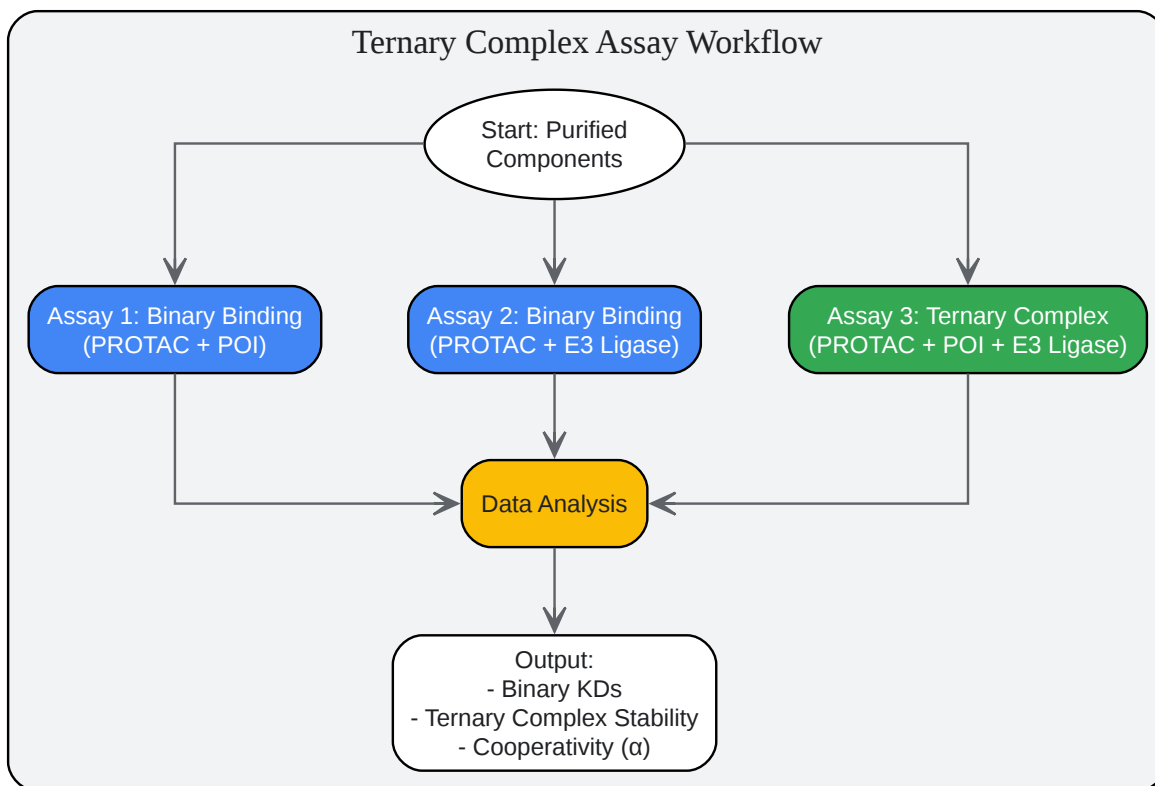 Ternary Complex Assay Workflow
Start: Purified
Components
Assay 1: Binary Binding
(PROTAC + POI)
Assay 2: Binary Binding
(PROTAC + E3 Ligase)
Assay 3: Ternary Complex
(PROTAC + POI + E3 Ligase)
Data Analysis
Output:
- Binary KDs
- Ternary Complex Stability
- Cooperativity (α)